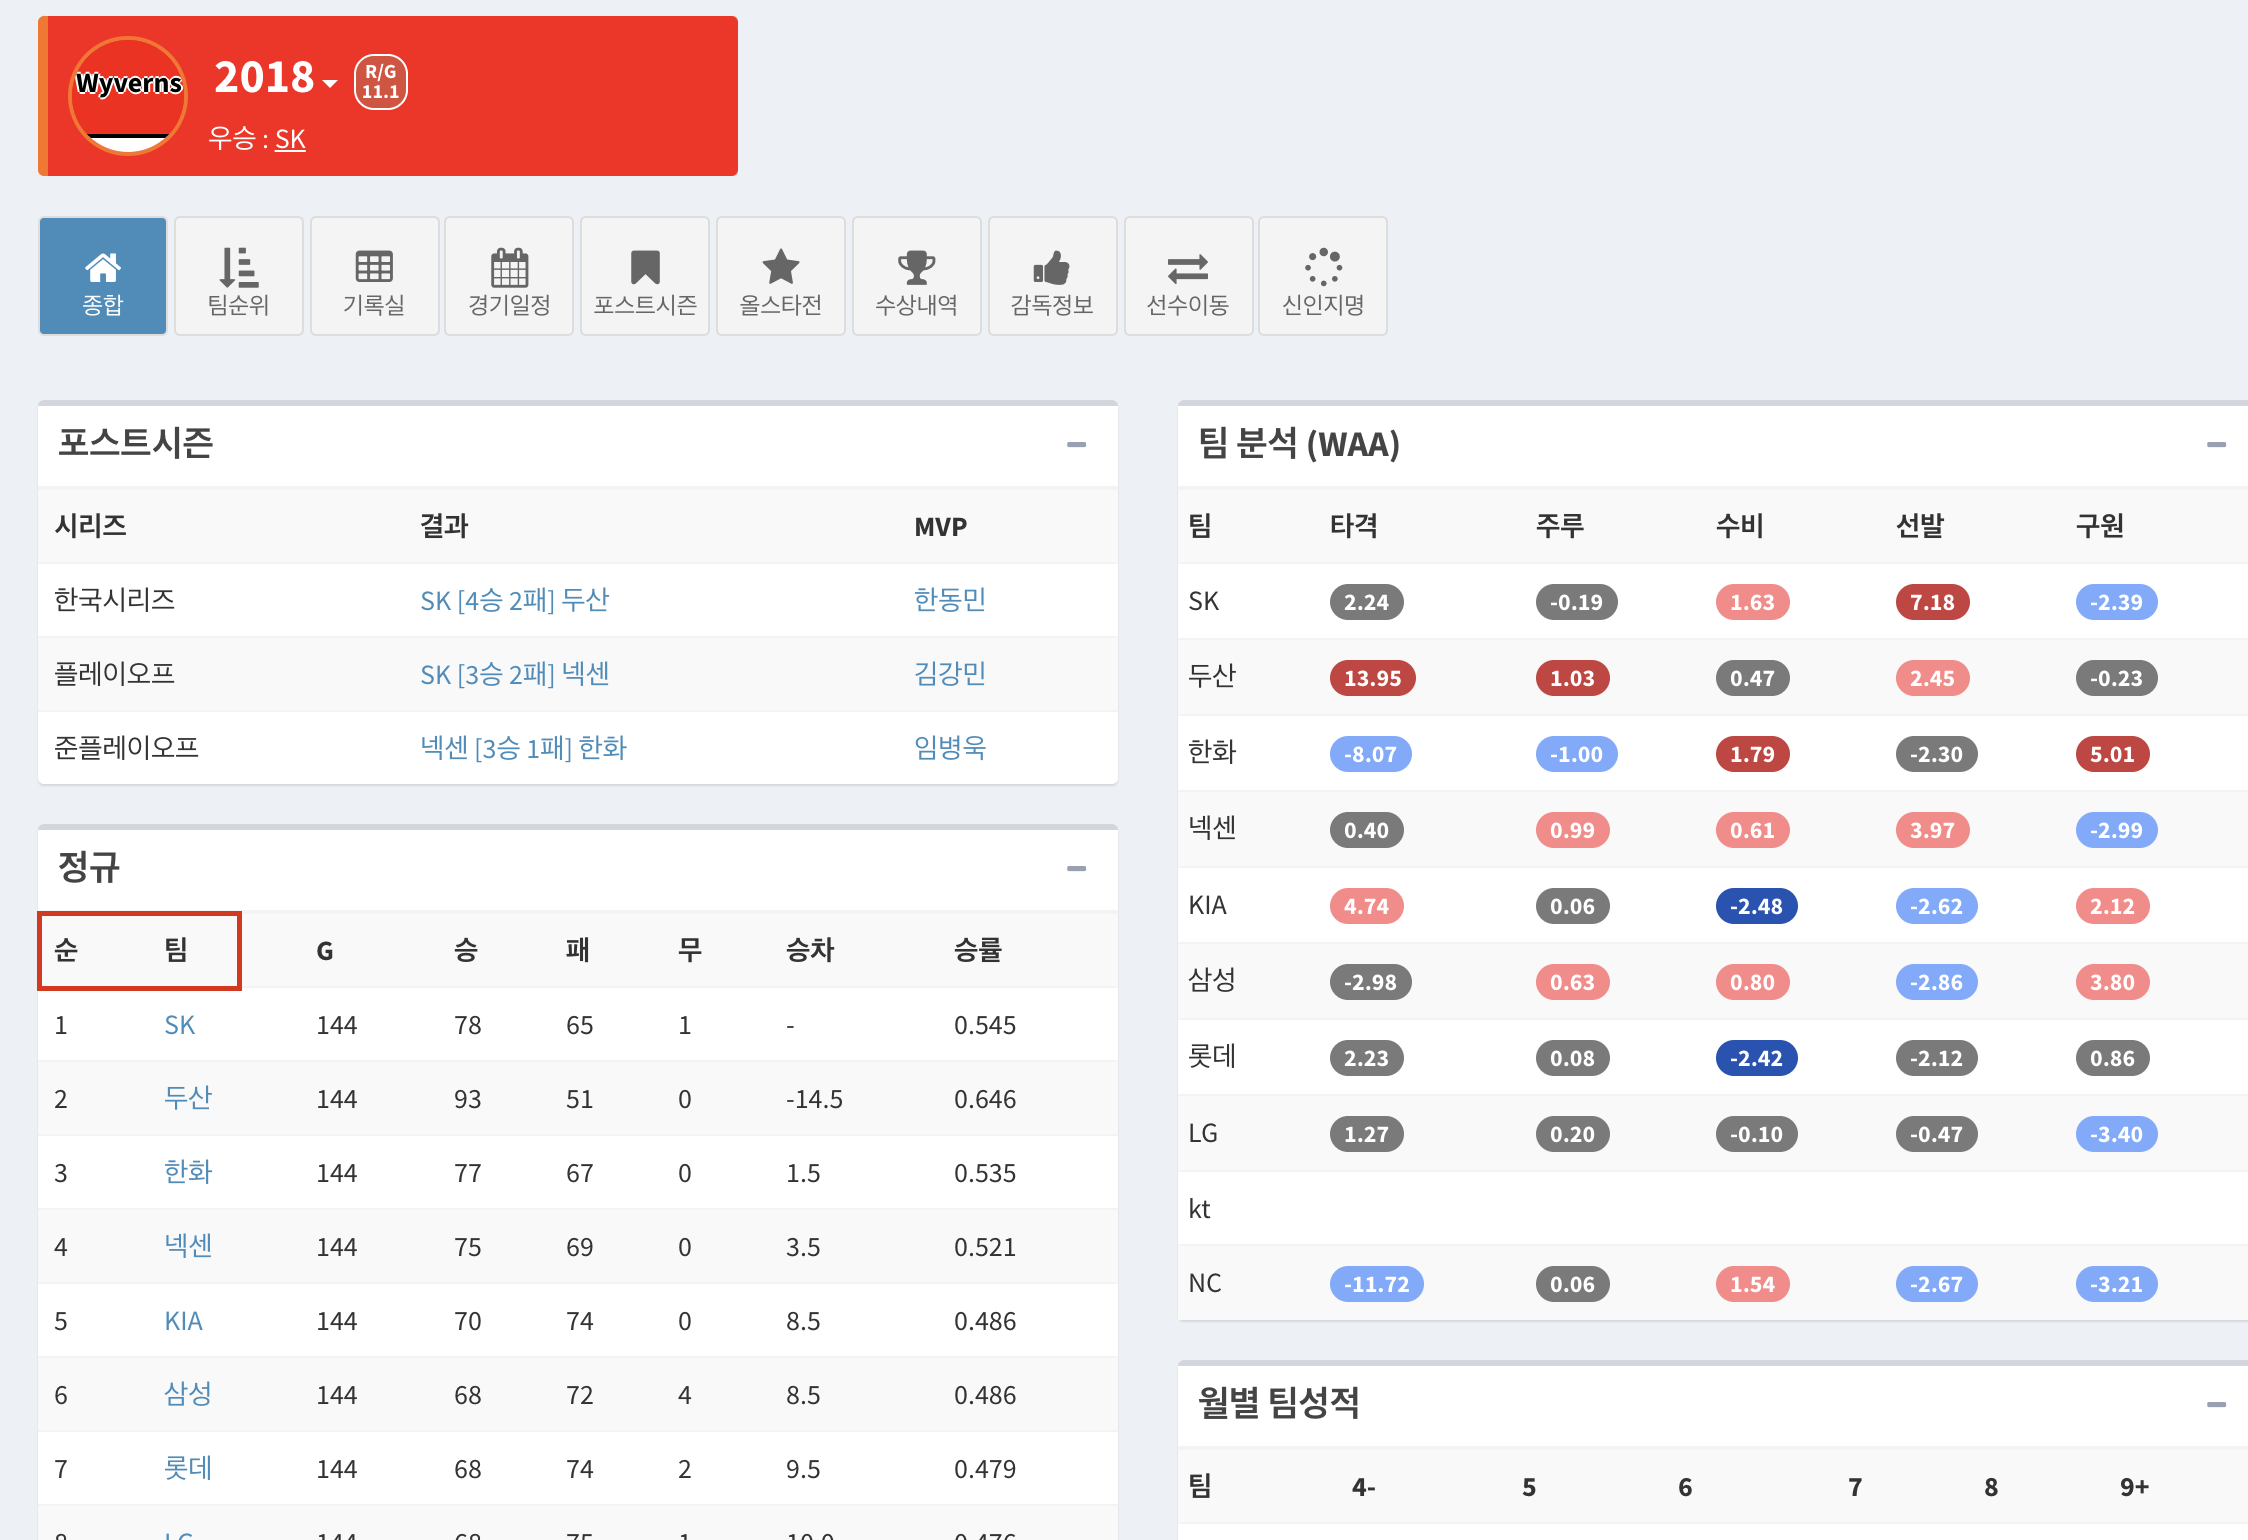 Wyverns
2018
R/G
11.1
우승 : SK
종합 팀순위 기록실 경기일정 포스트시즌 올스타전 수상내역 감독정보 선수이동 신인지명
포스트시즌
시리즈 결과 MVP
한국시리즈 SK [4승 2패] 두산 한동민
플레이오프 SK [3승 2패] 넥센 김강민
준플레이오프 넥센 [3승 1패] 한화 임병욱
정규
순 팀 G 승 패 무 승차 승률
1 SK 144 78 65 1 - 0.545
2 두산 144 93 51 0 -14.5 0.646
3 한화 144 77 67 0 1.5 0.535
4 넥센 144 75 69 0 3.5 0.521
5 KIA 144 70 74 0 8.5 0.486
6 삼성 144 68 72 4 8.5 0.486
7 롯데 144 68 74 2 9.5 0.479
8 LG 144 68 75 1 10.0 0.476
팀 분석 (WAA)
팀 타격 주루 수비 선발 구원
SK 2.24 -0.19 1.63 7.18 -2.39
두산 13.95 1.03 0.47 2.45 -0.23
한화 -8.07 -1.00 1.79 -2.30 5.01
넥센 0.40 0.99 0.61 3.97 -2.99
KIA 4.74 0.06 -2.48 -2.62 2.12
삼성 -2.98 0.63 0.80 -2.86 3.80
롯데 2.23 0.08 -2.42 -2.12 0.86
LG 1.27 0.20 -0.10 -0.47 -3.40
kt
NC -11.72 0.06 1.54 -2.67 -3.21
월별 팀성적
팀 4- 5 6 7 8 9+